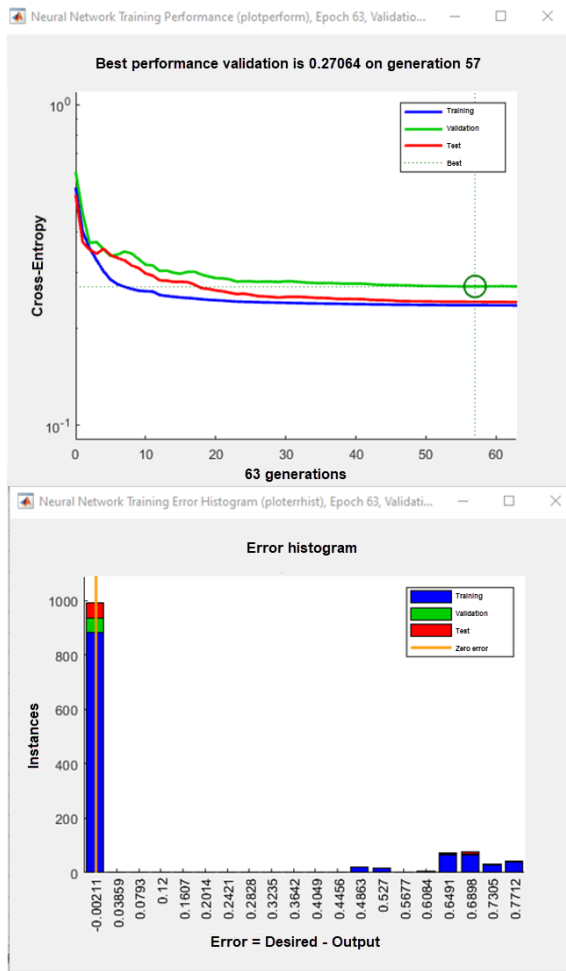 Neural Network Training Performance (plotperform), Epoch 63, Validatio...
Best performance validation is 0.27064 on generation 57
10^0
10^-1
Cross-Entropy
Training
Validation
Test
Best
0 10 20 30 40 50 60
63 generations
Neural Network Training Error Histogram (ploterrhist), Epoch 63, Validati...
Error histogram
1000
800
600
400
200
0
Instances
Training
Validation
Test
Zero error
-0.00211
0.03859
0.0793
0.12
0.1607
0.2014
0.2421
0.2828
0.3235
0.3642
0.4049
0.4456
0.4863
0.527
0.5677
0.6084
0.6491
0.6898
0.7305
0.7712
Error = Desired - Output